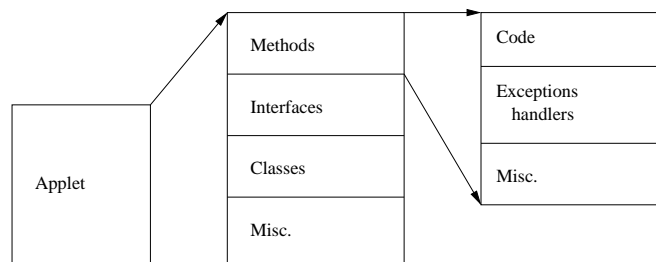 Applet
Methods
Interfaces
Classes
Misc.
Code
Exceptions
handlers
Misc.